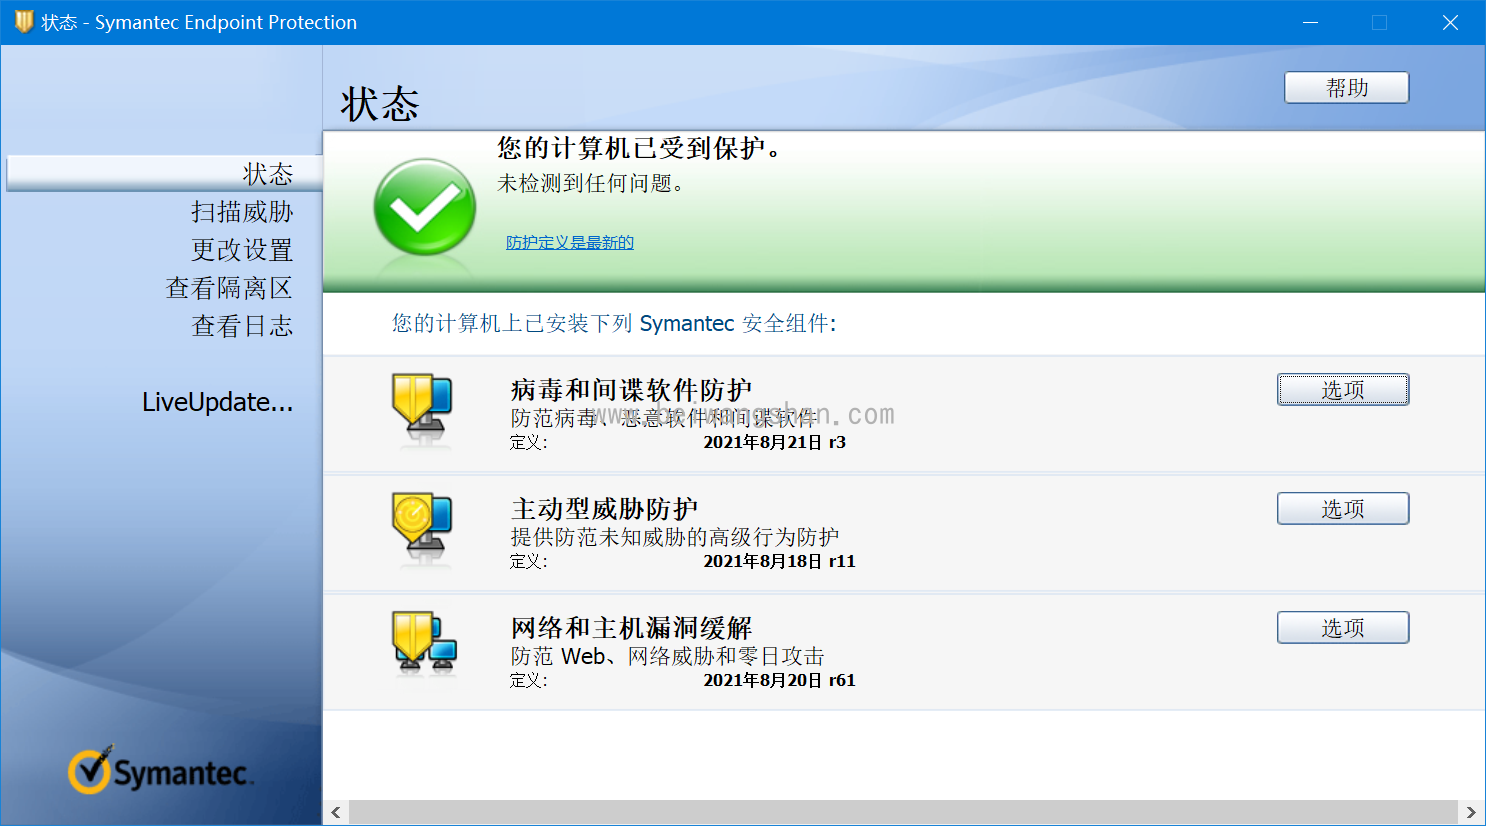 状态 - Symantec Endpoint Protection
状态
帮助
状态
扫描威胁
更改设置
查看隔离区
查看日志
LiveUpdate...
Symantec.
您的计算机已受到保护。
未检测到任何问题。
防护定义是最新的
您的计算机上已安装下列 Symantec 安全组件:
病毒和间谍软件防护
选项
防范病毒、恶意软件和间谍软件
www.beiwangshan.com
定义: 2021年8月21日 r3
主动型威胁防护
选项
提供防范未知威胁的高级行为防护
定义: 2021年8月18日 r11
网络和主机漏洞缓解
选项
防范 Web、网络威胁和零日攻击
定义: 2021年8月20日 r61